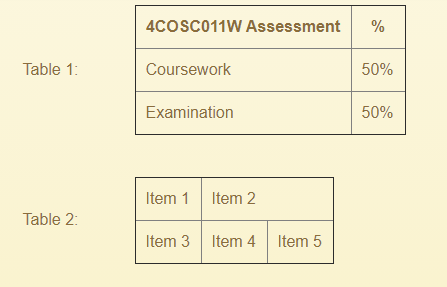 4COSC011W Assessment %
Table 1: Coursework 50%
Examination 50%
Item 1 Item 2
Table 2:
Item 3 Item 4 Item 5